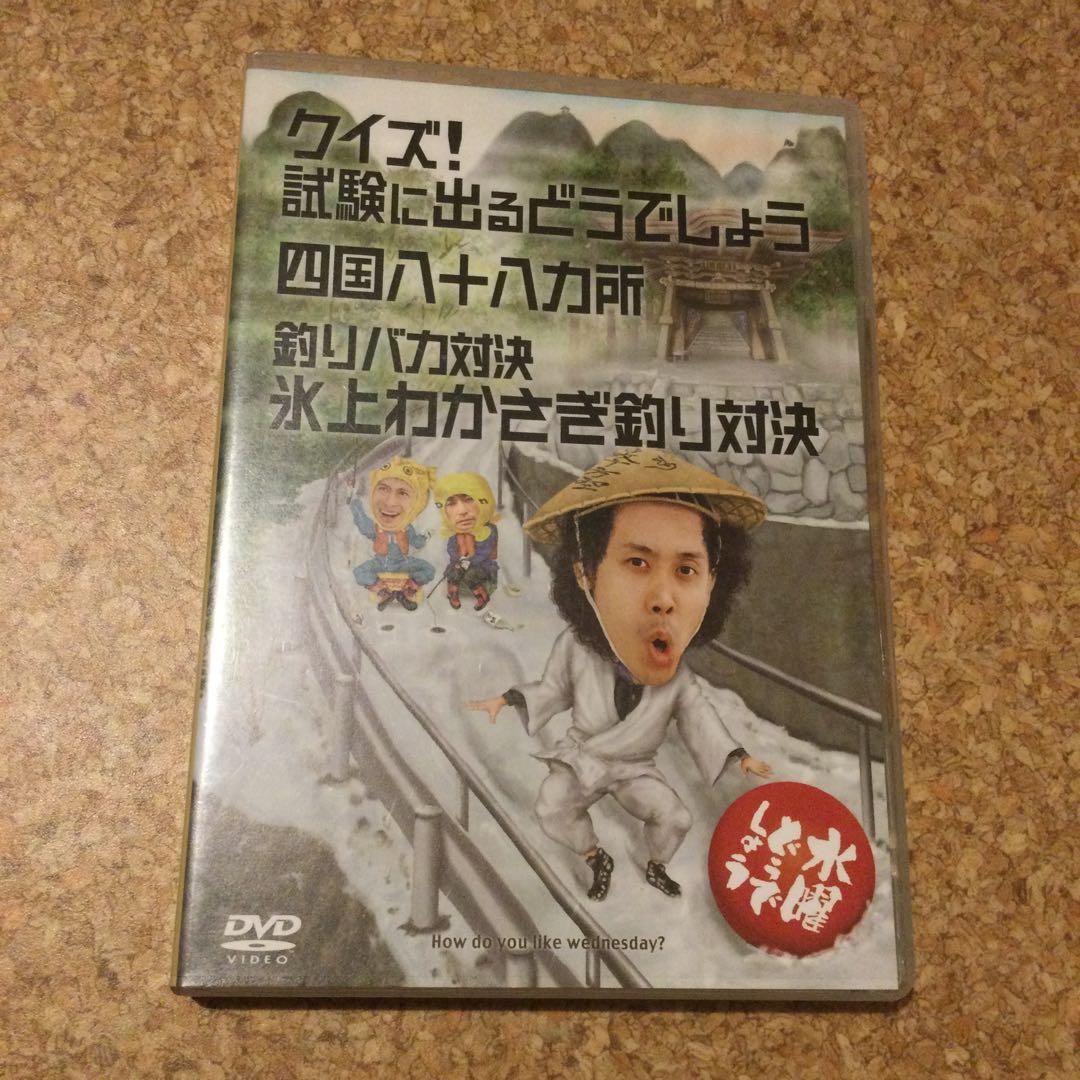 クイズ!
試験に出るどうでしょう
四国八十八カ所
釣りバカ対決
氷上わかさぎ釣り対決
水曜
どうで
しょう
DVD
VIDEO
How do you like wednesday?